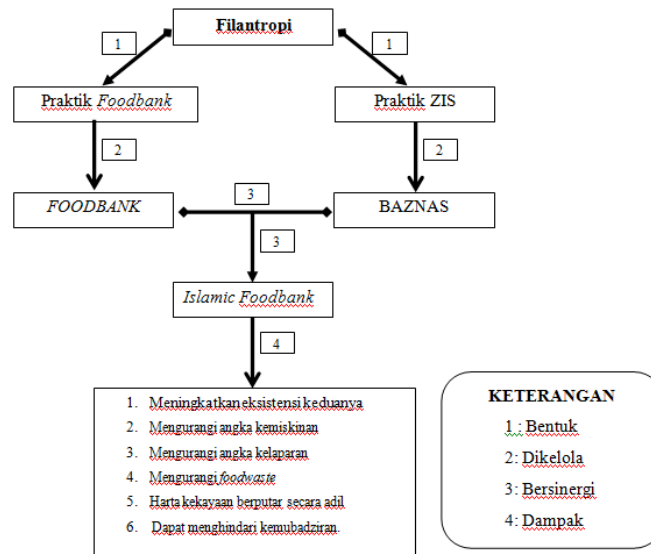 Filantropi
1
1
Praktik Foodbank
Praktik ZIS
2
2
FOODBANK
3
BAZNAS
3
Islamic Foodbank
4
1. Meningkatkan eksistensi keduanya
2. Mengurangi angka kemiskinan
3. Mengurangi angka kelaparan
4. Mengurangi foodwaste
5. Harta kekayaan berputar secara adil
6. Dapat menghindari kemubadziran.
KETERANGAN
1 : Bentuk
2: Dikelola
3: Bersinergi
4: Dampak